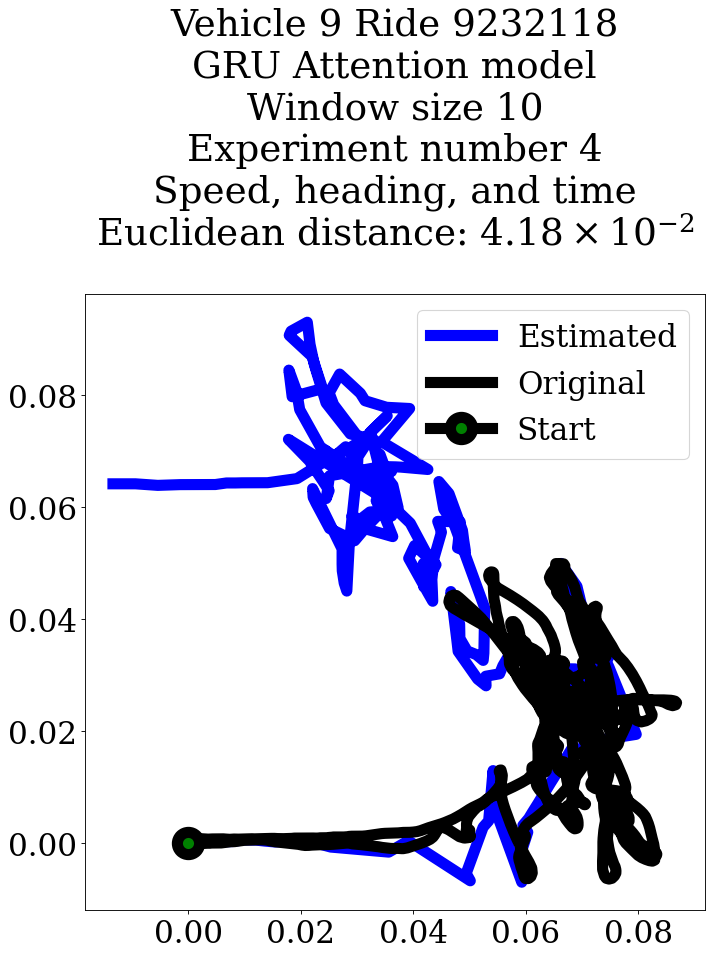 Vehicle 9 Ride 9232118
GRU Attention model
Window size 10
Experiment number 4
Speed, heading, and time
Euclidean distance: 4.18 × 10⁻²
Estimated
Original
Start
0.08
0.06
0.04
0.02
0.00
0.00 0.02 0.04 0.06 0.08